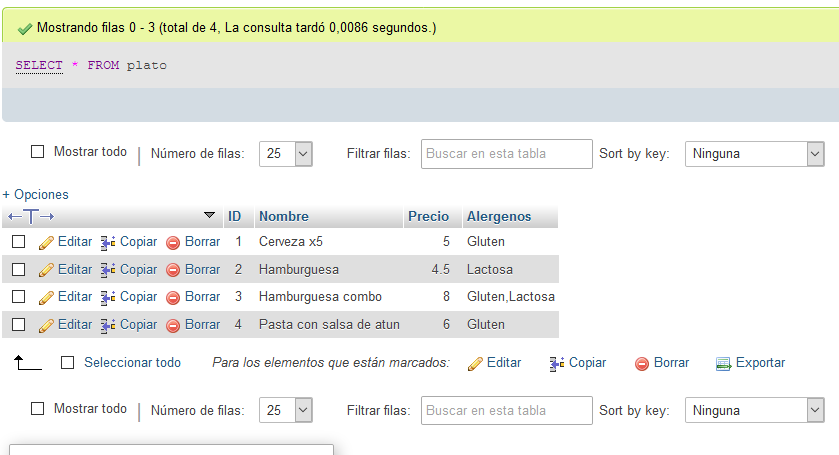 Mostrando filas 0 - 3 (total de 4, La consulta tardó 0,0086 segundos.)
SELECT * FROM plato
Mostrar todo | Número de filas: 25 Filtrar filas: Buscar en esta tabla Sort by key: Ninguna
+ Opciones
ID Nombre Precio Alergenos
Editar Copiar Borrar 1 Cerveza x5 5 Gluten
Editar Copiar Borrar 2 Hamburguesa 4.5 Lactosa
Editar Copiar Borrar 3 Hamburguesa combo 8 Gluten,Lactosa
Editar Copiar Borrar 4 Pasta con salsa de atun 6 Gluten
Seleccionar todo Para los elementos que están marcados: Editar Copiar Borrar Exportar
Mostrar todo | Número de filas: 25 Filtrar filas: Buscar en esta tabla Sort by key: Ninguna